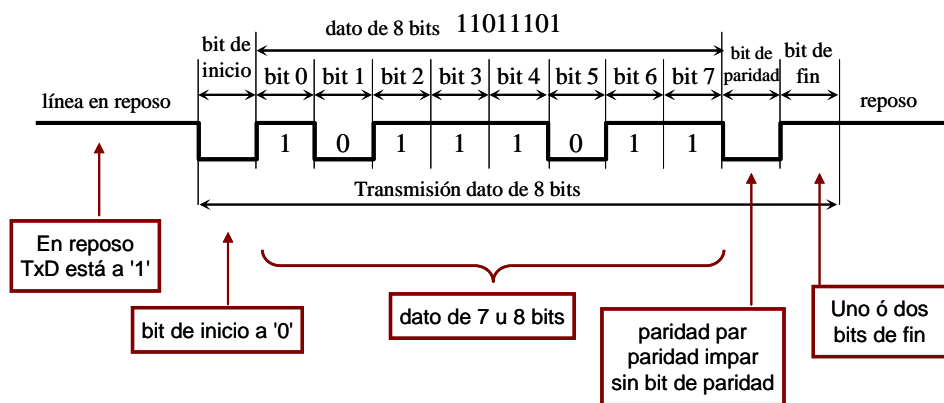 dato de 8 bits 11011101
bit de
inicio
bit 0 bit 1 bit 2 bit 3 bit 4 bit 5 bit 6 bit 7
bit de
paridad
bit de
fin
línea en reposo
reposo
1 0 1 1 1 0 1 1
Transmisión dato de 8 bits
En reposo
TxD está a '1'
bit de inicio a '0'
dato de 7 u 8 bits
paridad par
paridad impar
sin bit de paridad
Uno ó dos
bits de fin